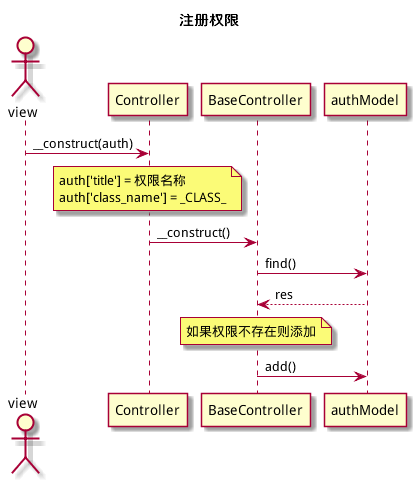 注册权限
view
Controller
BaseController
authModel
__construct(auth)
auth['title'] = 权限名称
auth['class_name'] = _CLASS_
__construct()
find()
res
如果权限不存在则添加
add()
view
Controller
BaseController
authModel